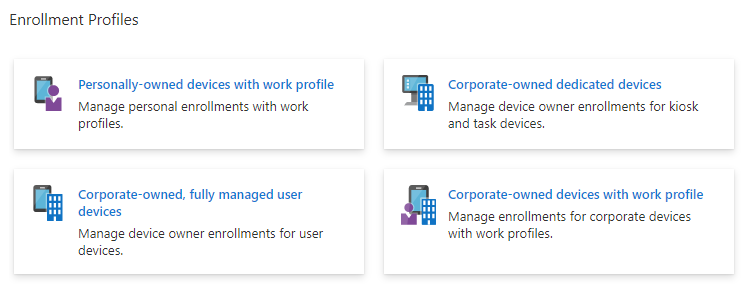 Enrollment Profiles
Personally-owned devices with work profile
Manage personal enrollments with work
profiles.
Corporate-owned dedicated devices
Manage device owner enrollments for kiosk
and task devices.
Corporate-owned, fully managed user
devices
Manage device owner enrollments for user
devices.
Corporate-owned devices with work profile
Manage enrollments for corporate devices
with work profiles.